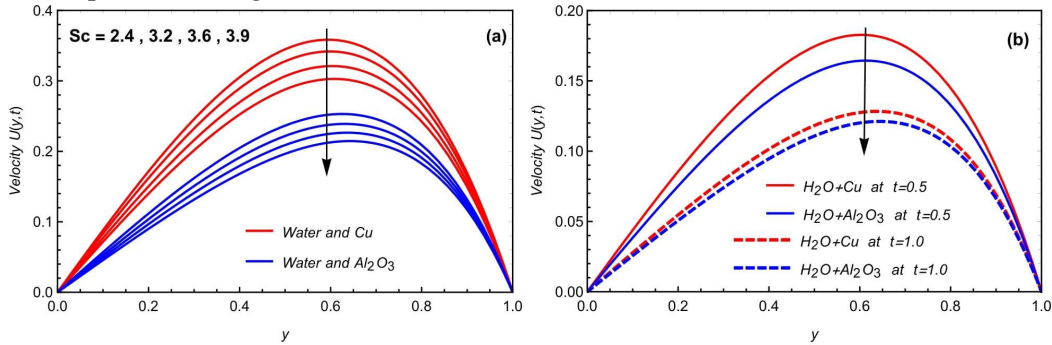 Sc = 2.4 , 3.2 , 3.6 , 3.9
(a)
Velocity U(y,t)
0.4
0.3
0.2
0.1
0.0
Water and Cu
Water and Al2O3
0.0 0.2 0.4 0.6 0.8 1.0
y
(b)
Velocity U(y,t)
0.20
0.15
0.10
0.05
0.00
H2O+Cu at t=0.5
H2O+Al2O3 at t=0.5
H2O+Cu at t=1.0
H2O+Al2O3 at t=1.0
0.0 0.2 0.4 0.6 0.8 1.0
y